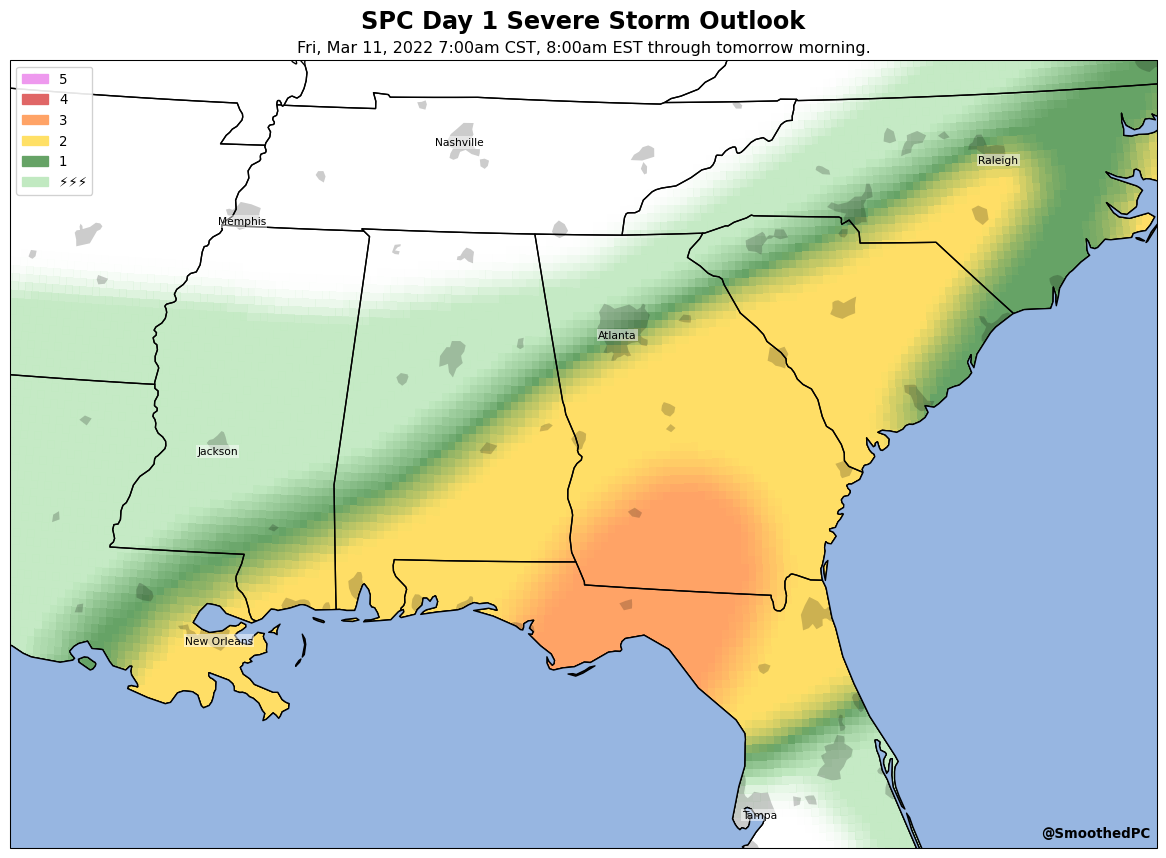 SPC Day 1 Severe Storm Outlook
Fri, Mar 11, 2022 7:00am CST, 8:00am EST through tomorrow morning.
5
4
3
2
1
⚡⚡⚡
Nashville
Raleigh
Memphis
Atlanta
Jackson
New Orleans
Tampa
@SmoothedPC